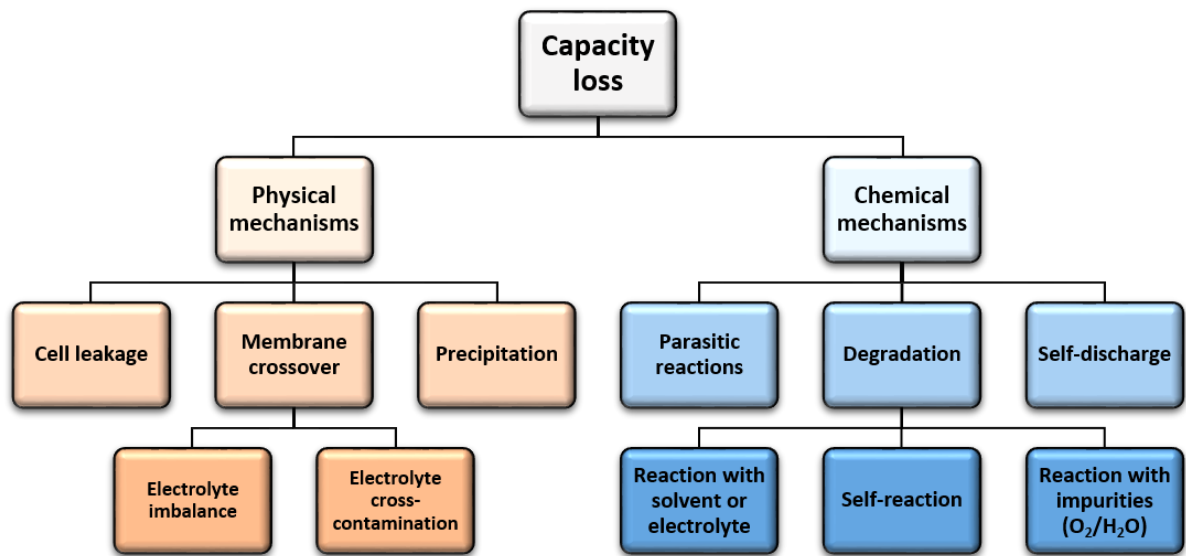 Capacity
loss
Physical
mechanisms
Chemical
mechanisms
Cell leakage
Membrane
crossover
Precipitation
Parasitic
reactions
Degradation
Self-discharge
Electrolyte
imbalance
Electrolyte
cross-
contamination
Reaction with
solvent or
electrolyte
Self-reaction
Reaction with
impurities
(O₂/H₂O)